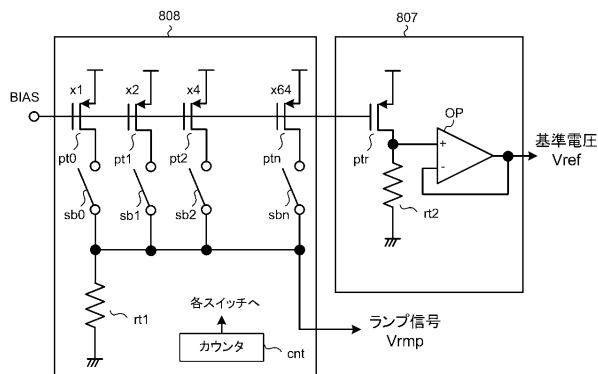 808
807
BIAS
x1
x2
x4
x64
pt0
pt1
pt2
ptn
ptr
OP
+
-
基準電圧
Vref
sb0
sb1
sb2
sbn
rt2
rt1
各スイッチへ
カウンタ
cnt
ランプ信号
Vrmp